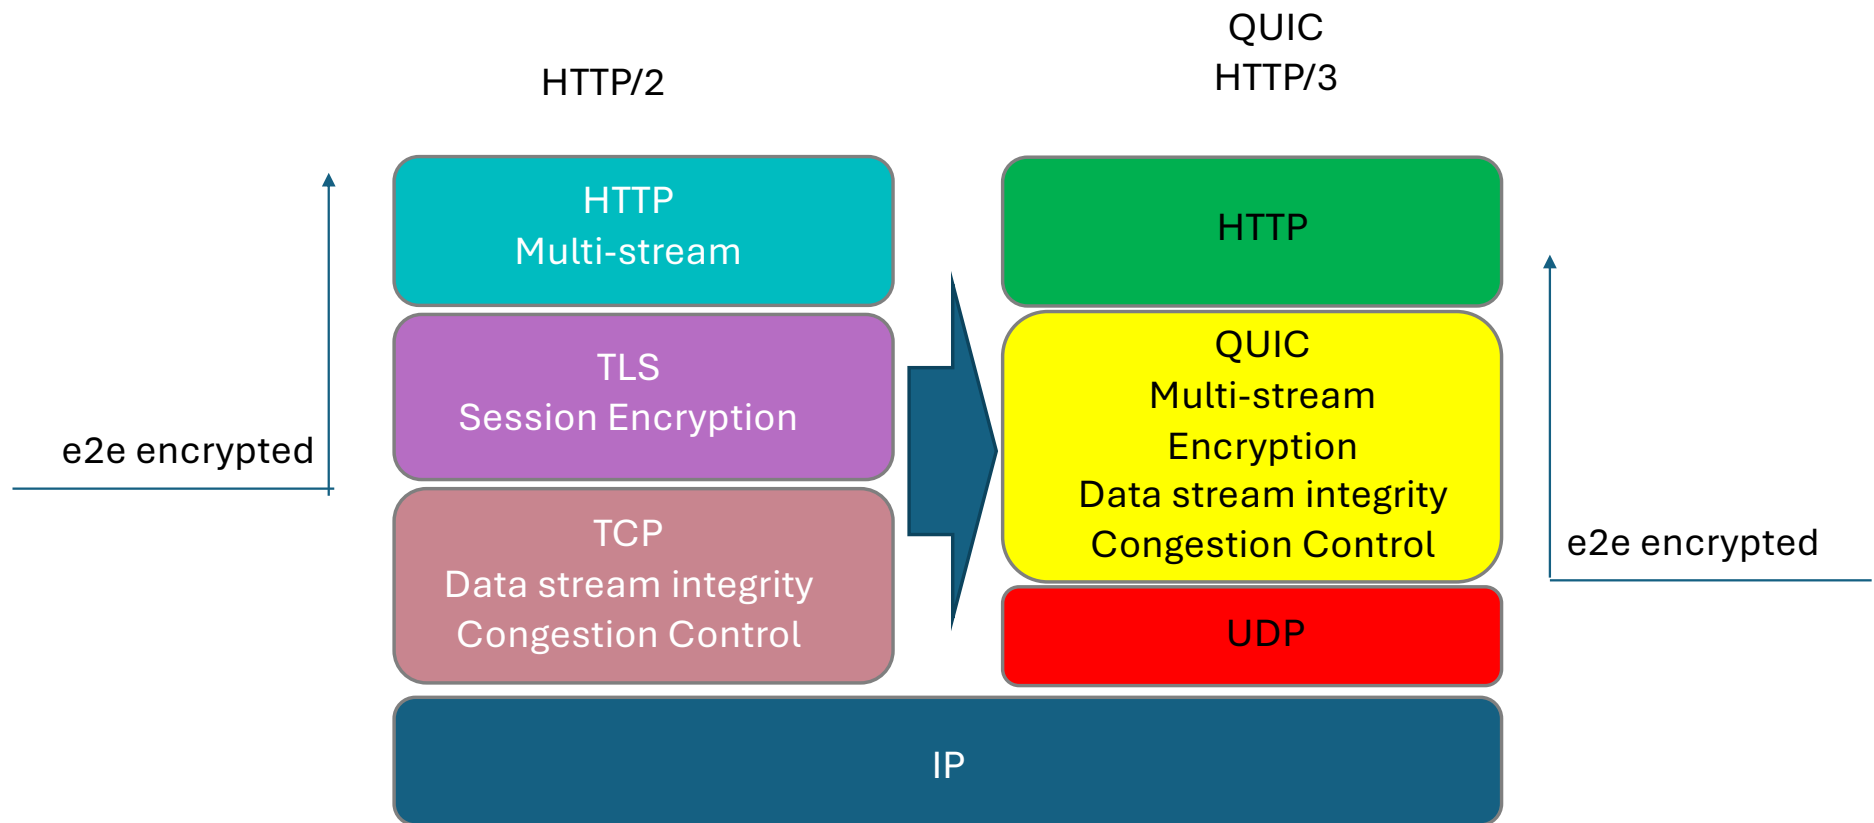 HTTP/2
QUIC
HTTP/3
HTTP
Multi-stream
TLS
Session Encryption
TCP
Data stream integrity
Congestion Control
e2e encrypted
HTTP
QUIC
Multi-stream
Encryption
Data stream integrity
Congestion Control
UDP
e2e encrypted
IP